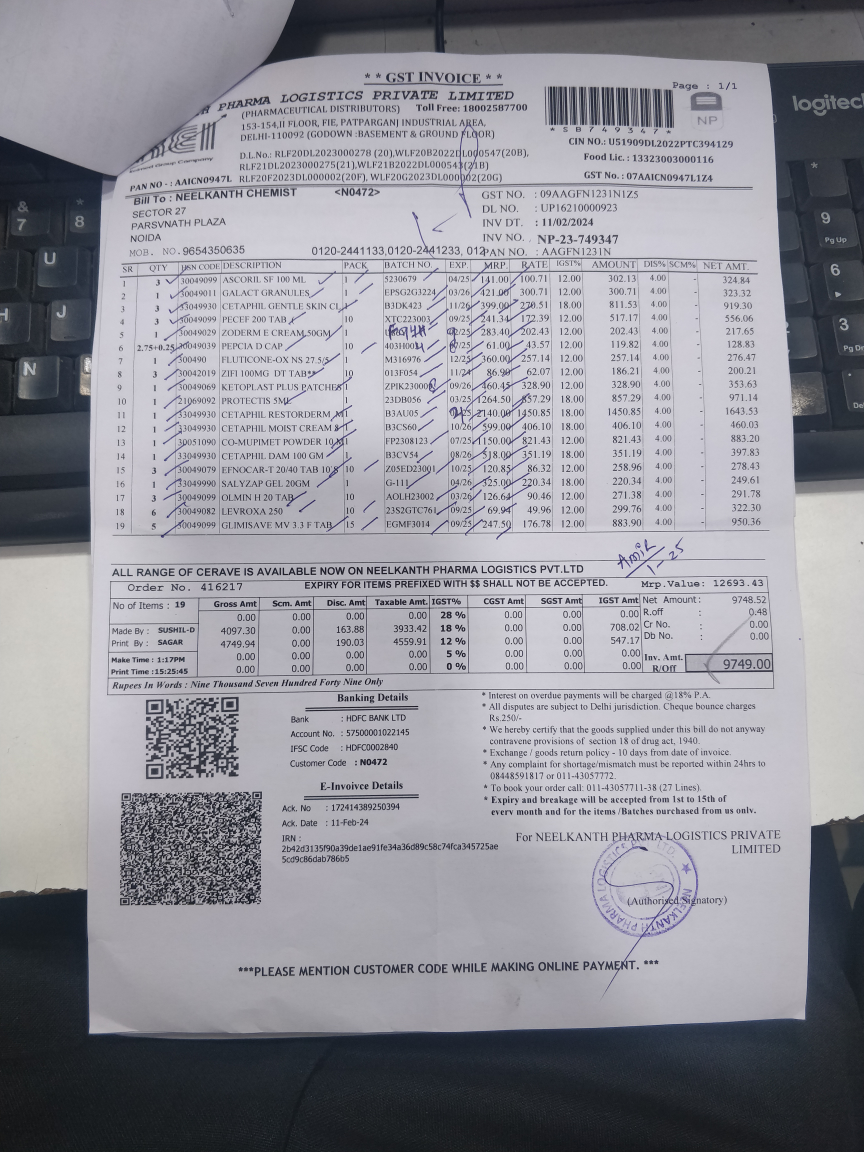 ** GST INVOICE **
Page : 1/1
PHARMA LOGISTICS PRIVATE LIMITED
(PHARMACEUTICAL DISTRIBUTORS) Toll Free: 18002587700
153-154,II FLOOR, FIE, PATPARGANJ INDUSTRIAL AREA,
DELHI-110092 (GODOWN :BASEMENT & GROUND FLOOR)
D.L.No.: RLF20DL2023000278 (20),WLF20B2022DL000547(20B),
RLF21DL2023000275(21),WLF21B2022DL000543(21B)
RLF20F2023DL000002(20F), WLF20G2023DL000002(20G)
PAN NO : AAICN0947L
SB749347
NP
logitech
CIN NO.: U51909DL2022PTC394129
Food Lic. : 13323003000116
GST No. : 07AAICN0947L1Z4
Bill To : NEELKANTH CHEMIST <N0472>
SECTOR 27
PARSVNATH PLAZA
NOIDA
MOB. NO. 9654350635 0120-2441133,0120-2441233, 012
GST NO. : 09AAGFN1231N1Z5
DL NO. : UP16210000923
INV DT. : 11/02/2024
INV NO. NP-23-749347
PAN NO. : AAGFN1231N
SR QTY HSN CODE DESCRIPTION PACK BATCH NO. EXP. MRP. RATE IGST% AMOUNT DIS% SCM% NET AMT.
1 3 30049099 ASCORIL SF 100 ML 1 5230679 04/25 141.00 100.71 12.00 302.13 4.00 - 324.84
2 1 30049011 GALACT GRANULES 1 EPSG2G3224 03/26 421.00 300.71 12.00 300.71 4.00 - 323.32
3 3 33049930 CETAPHIL GENTLE SKIN CL 1 B3DK423 11/26 399.00 270.51 18.00 811.53 4.00 - 919.30
4 3 30049099 PECEF 200 TAB 10 XTC223003 09/25 241.34 172.39 12.00 517.17 4.00 - 556.06
5 1 30049029 ZODERM E CREAM 50GM 1 283.40 202.43 12.00 202.43 4.00 - 217.65
6 2.75+0.25 30049039 PEPCIA D CAP 10 /25 61.00 43.57 12.00 119.82 4.00 - 128.83
7 1 300490 FLUTICONE-OX NS 27.5/5 1 M316976 12/25 360.00 257.14 12.00 257.14 4.00 - 276.47
8 3 30042019 ZIFI 100MG DT TAB** 10 013F054 11/24 86.90 62.07 12.00 186.21 4.00 - 200.21
9 1 30049069 KETOPLAST PLUS PATCHES 1 09/26 460.45 328.90 12.00 328.90 4.00 - 353.63
10 1 21069092 PROTECTIS 5ML 1 23DB056 03/25 1264.50 857.29 18.00 857.29 4.00 - 971.14
11 1 33049930 CETAPHIL RESTORDERM M 1 B3AU05 2140.00 1450.85 18.00 1450.85 4.00 - 1643.53
12 1 33049930 CETAPHIL MOIST CREAM 8 1 B3CS60 10/26 599.00 406.10 18.00 406.10 4.00 - 460.03
13 1 30051090 CO-MUPIMET POWDER 10 M 1 FP2308123 07/25 1150.00 821.43 12.00 821.43 4.00 - 883.20
14 1 33049930 CETAPHIL DAM 100 GM 1 B3CV54 08/26 518.00 351.19 18.00 351.19 4.00 - 397.83
15 3 30049079 EFNOCAR-T 20/40 TAB 10'S 10 Z05ED23001 10/25 120.85 86.32 12.00 258.96 4.00 - 278.43
16 1 33049990 SALYZAP GEL 20GM 1 G-111 04/26 325.00 220.34 18.00 220.34 4.00 - 249.61
17 3 30049099 OLMIN H 20 TAB 10 AOLH23002 03/26 126.64 90.46 12.00 271.38 4.00 - 291.78
18 6 30049082 LEVROXA 250 10 23S2GTC761 09/25 69.94 49.96 12.00 299.76 4.00 - 322.30
19 5 30049099 GLIMISAVE MV 3.3 F TAB 15 EGMF3014 09/25 247.50 176.78 12.00 883.90 4.00 - 950.36
ALL RANGE OF CERAVE IS AVAILABLE NOW ON NEELKANTH PHARMA LOGISTICS PVT.LTD
Order No. 416217 EXPIRY FOR ITEMS PREFIXED WITH $$ SHALL NOT BE ACCEPTED. Mrp.Value: 12693.43
No of Items : 19 Gross Amt Scm. Amt Disc. Amt Taxable Amt. IGST% CGST Amt SGST Amt IGST Amt Net Amount : 9748.52
0.00 0.00 0.00 0.00 28 % 0.00 0.00 0.00 R.off : 0.48
Made By : SUSHIL-D 4097.30 0.00 163.88 3933.42 18 % 0.00 0.00 708.02 Cr No. : 0.00
Print By : SAGAR 4749.94 0.00 190.03 4559.91 12 % 0.00 0.00 547.17 Db No. : 0.00
Make Time : 1:17PM 0.00 0.00 0.00 0.00 5 % 0.00 0.00 0.00 Inv. Amt.
Print Time :15:25:45 0.00 0.00 0.00 0.00 0 % 0.00 0.00 0.00 R/Off 9749.00
Rupees In Words : Nine Thousand Seven Hundred Forty Nine Only
Banking Details
Bank : HDFC BANK LTD
Account No. : 57500001022145
IFSC Code : HDFC0002840
Customer Code : N0472
E-Invoivce Details
Ack. No : 172414389250394
Ack. Date : 11-Feb-24
IRN :
2b42d3135f90a39de1ae91fe34a36d89c58c74fca345725ae
5cd9c86dab786b5
* Interest on overdue payments will be charged @18% P.A.
* All disputes are subject to Delhi jurisdiction. Cheque bounce charges
Rs.250/-
* We hereby certify that the goods supplied under this bill do not anyway
contravene provisions of section 18 of drug act, 1940.
* Exchange / goods return policy - 10 days from date of invoice.
* Any complaint for shortage/mismatch must be reported within 24hrs to
08448591817 or 011-43057772.
* To book your order call: 011-43057711-38 (27 Lines).
* Expiry and breakage will be accepted from 1st to 15th of
every month and for the items /Batches purchased from us only.
For NEELKANTH PHARMA LOGISTICS PRIVATE
LIMITED
(Authorised Signatory)
***PLEASE MENTION CUSTOMER CODE WHILE MAKING ONLINE PAYMENT. ***